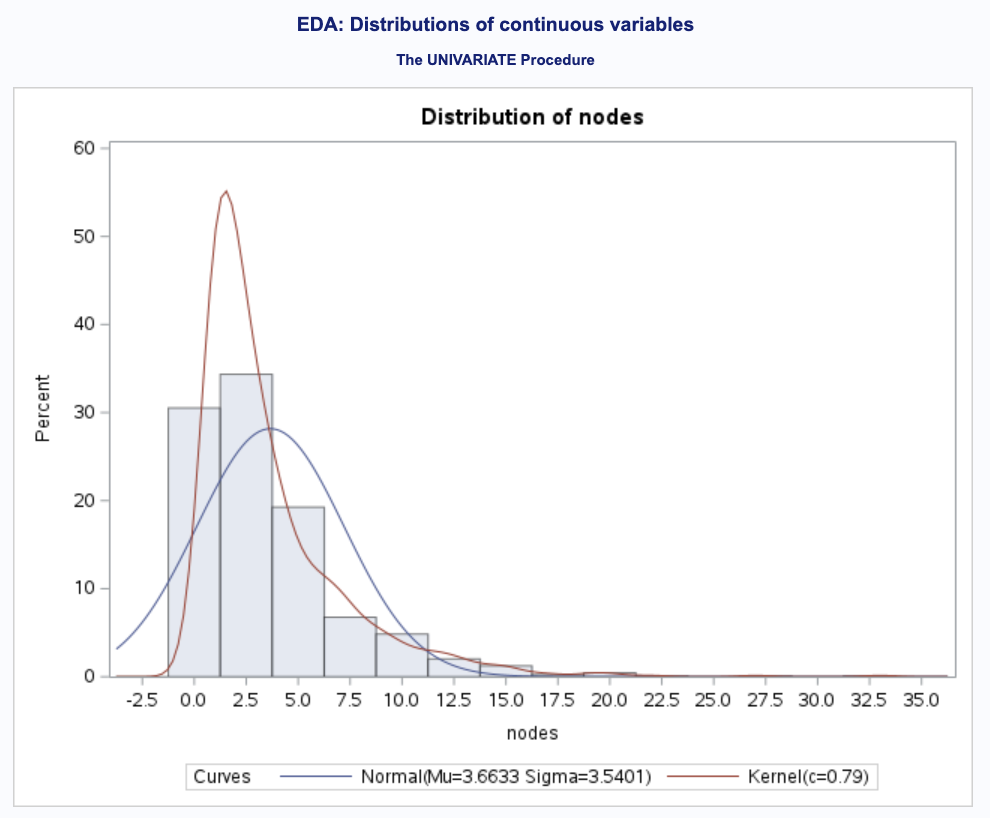 EDA: Distributions of continuous variables
The UNIVARIATE Procedure
Distribution of nodes
60
50
40
30
20
10
0
Percent
-2.5 0.0 2.5 5.0 7.5 10.0 12.5 15.0 17.5 20.0 22.5 25.0 27.5 30.0 32.5 35.0
nodes
Curves Normal(Mu=3.6633 Sigma=3.5401) Kernel(c=0.79)